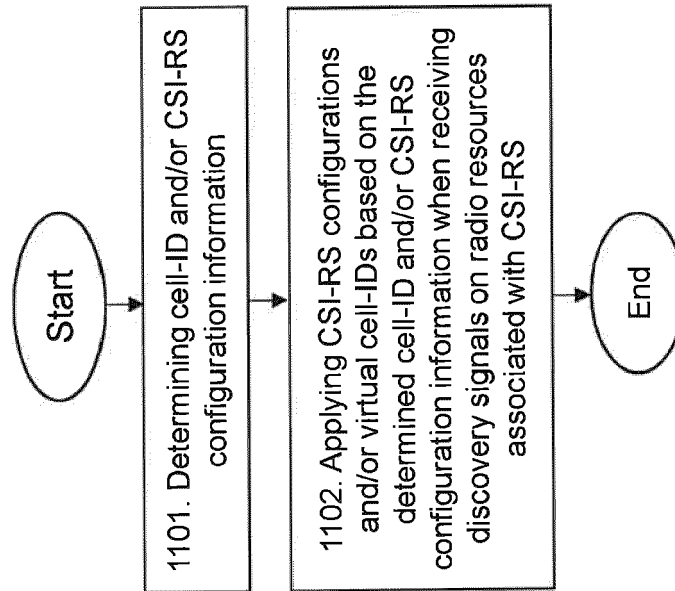 Start
1101. Determining cell-ID and/or CSI-RS
configuration information
1102. Applying CSI-RS configurations
and/or virtual cell-IDs based on the
determined cell-ID and/or CSI-RS
configuration information when receiving
discovery signals on radio resources
associated with CSI-RS
End